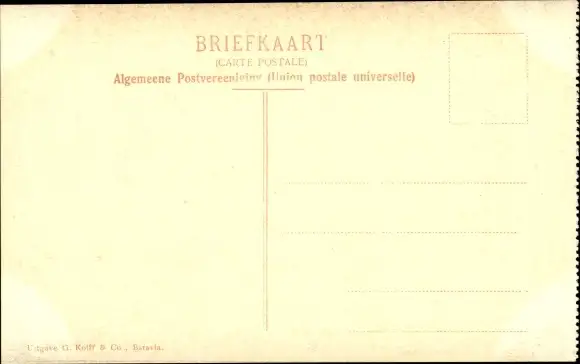 BRIEFKAART
(CARTE POSTALE)
Algemeene Postvereeniging (Union postale universelle)
Uitgave G. Kolff & Co., Batavia.